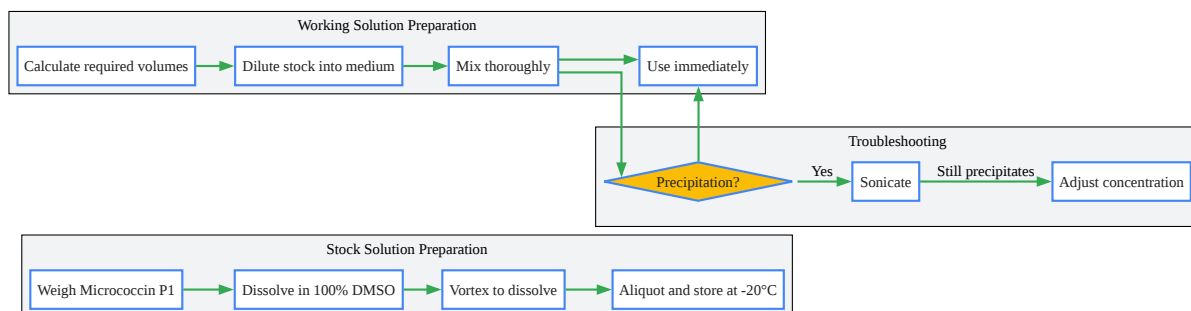 Working Solution Preparation
Calculate required volumes
Dilute stock into medium
Mix thoroughly
Use immediately
Troubleshooting
Precipitation?
Yes
Sonicate
Still precipitates
Adjust concentration
Stock Solution Preparation
Weigh Micrococcin P1
Dissolve in 100% DMSO
Vortex to dissolve
Aliquot and store at -20°C